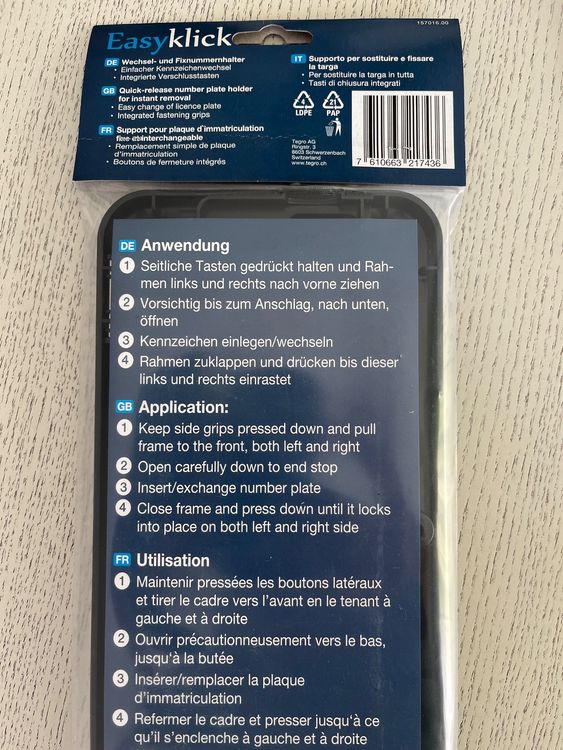 157016.00
Easyklick
DE Wechsel- und Fixnummernhalter
• Einfacher Kennzeichenwechsel
• Integrierte Verschlusstasten
GB Quick-release number plate holder
for instant removal
• Easy change of licence plate
• Integrated fastening grips
FR Support pour plaque d'immatriculation
interchangeable
• Remplacement simple de plaque
d'immatriculation
• Boutons de fermeture intégrés
IT Supporto per sostituire e fissare
la targa
• Per sostituire la targa in tutta
• Tasti di chiusura integrati
4
LDPE
21
PAP
Tegro AG
Ringstr. 3
8603 Schwerzenbach
Switzerland
www.tegro.ch
7 610663 217436
DE Anwendung
1 Seitliche Tasten gedrückt halten und Rah-
men links und rechts nach vorne ziehen
2 Vorsichtig bis zum Anschlag, nach unten,
öffnen
3 Kennzeichen einlegen/wechseln
4 Rahmen zuklappen und drücken bis dieser
links und rechts einrastet
GB Application:
1 Keep side grips pressed down and pull
frame to the front, both left and right
2 Open carefully down to end stop
3 Insert/exchange number plate
4 Close frame and press down until it locks
into place on both left and right side
FR Utilisation
1 Maintenir pressées les boutons latéraux
et tirer le cadre vers l'avant en le tenant à
gauche et à droite
2 Ouvrir précautionneusement vers le bas,
jusqu'à la butée
3 Insérer/remplacer la plaque
d'immatriculation
4 Refermer le cadre et presser jusqu'à ce
qu'il s'enclenche à gauche et à droite